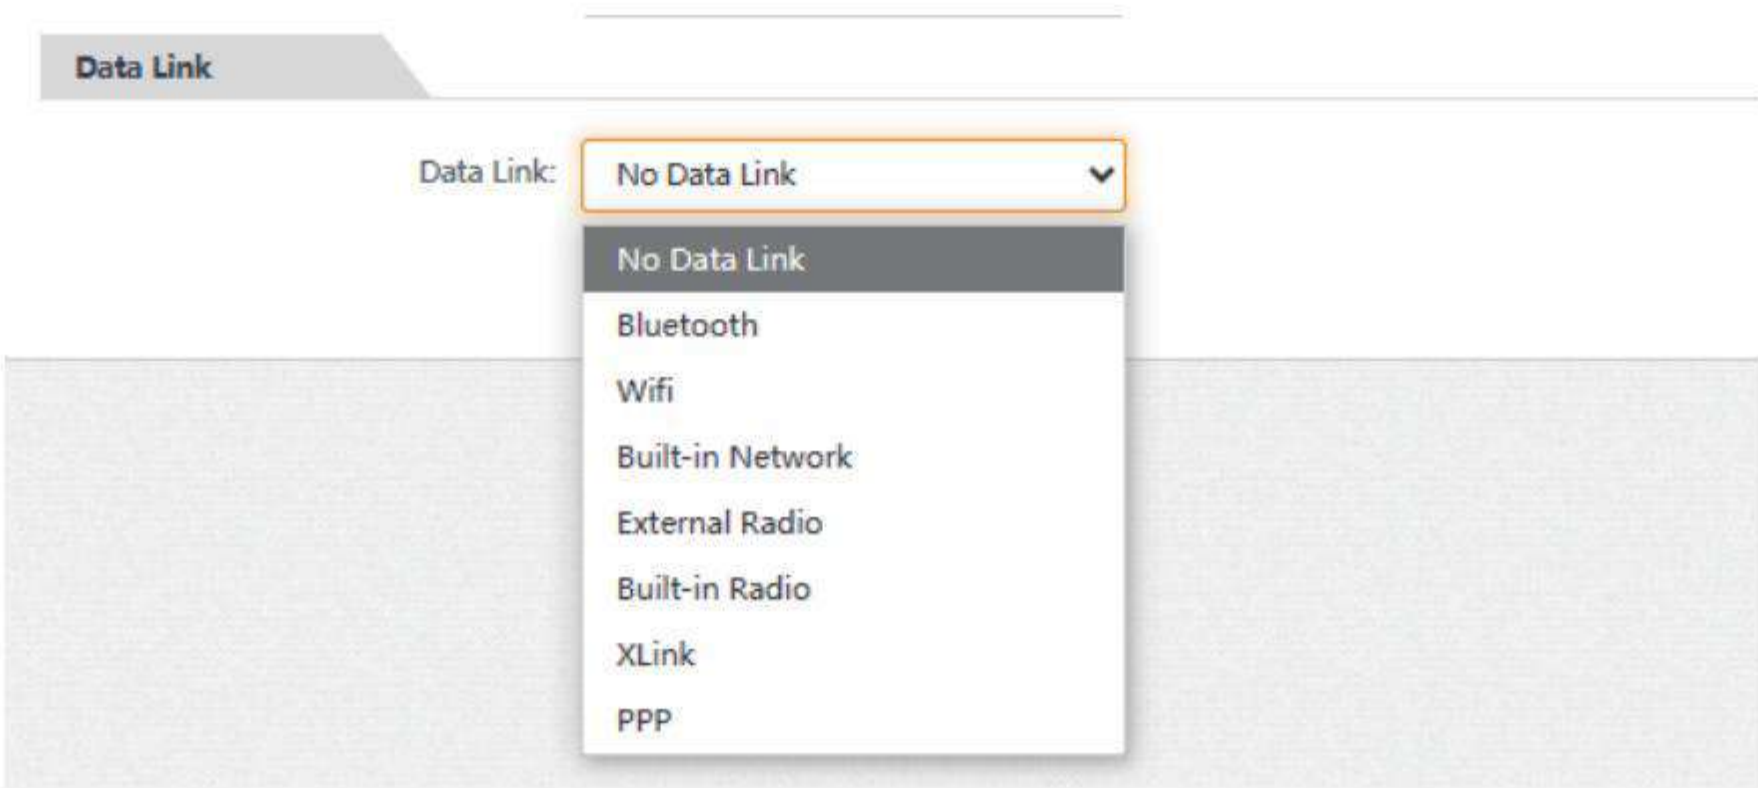 Data Link
Data Link: No Data Link
No Data Link
Bluetooth
Wifi
Built-in Network
External Radio
Built-in Radio
XLink
PPP